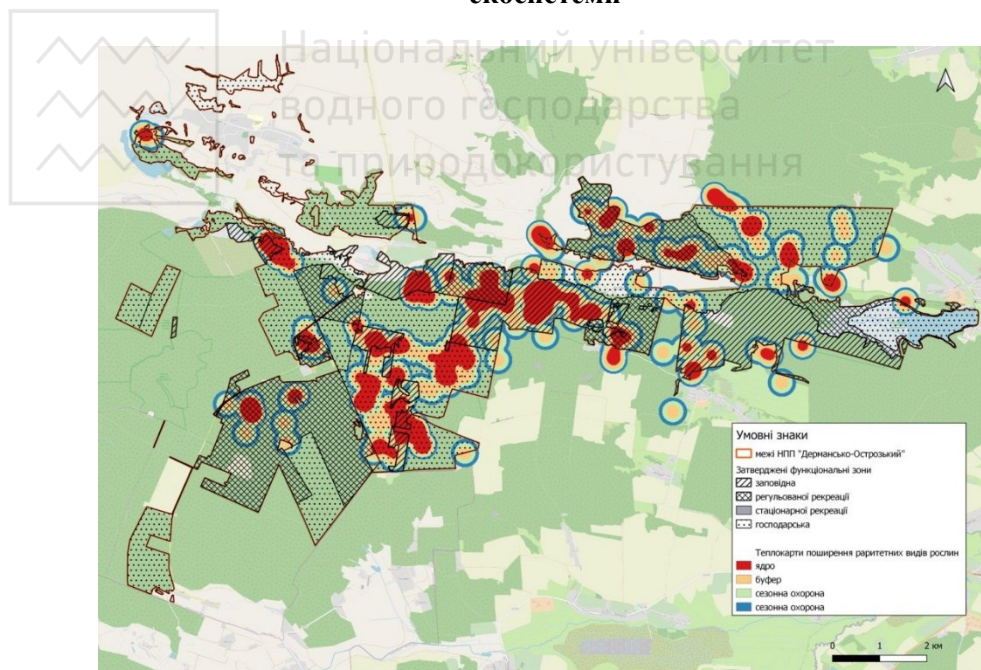 екосистеми
Національний університет
водного господарства
та природокористування
Умовні знаки
межі НПП "Дермансько-Острозький"
Затверджені функціональні зони
заповідна
регульованої рекреації
стаціонарної рекреації
господарська
Теплокарти поширення раритетних видів рослин
ядро
буфер
сезонна охорона
сезонна охорона
0 1 2 км